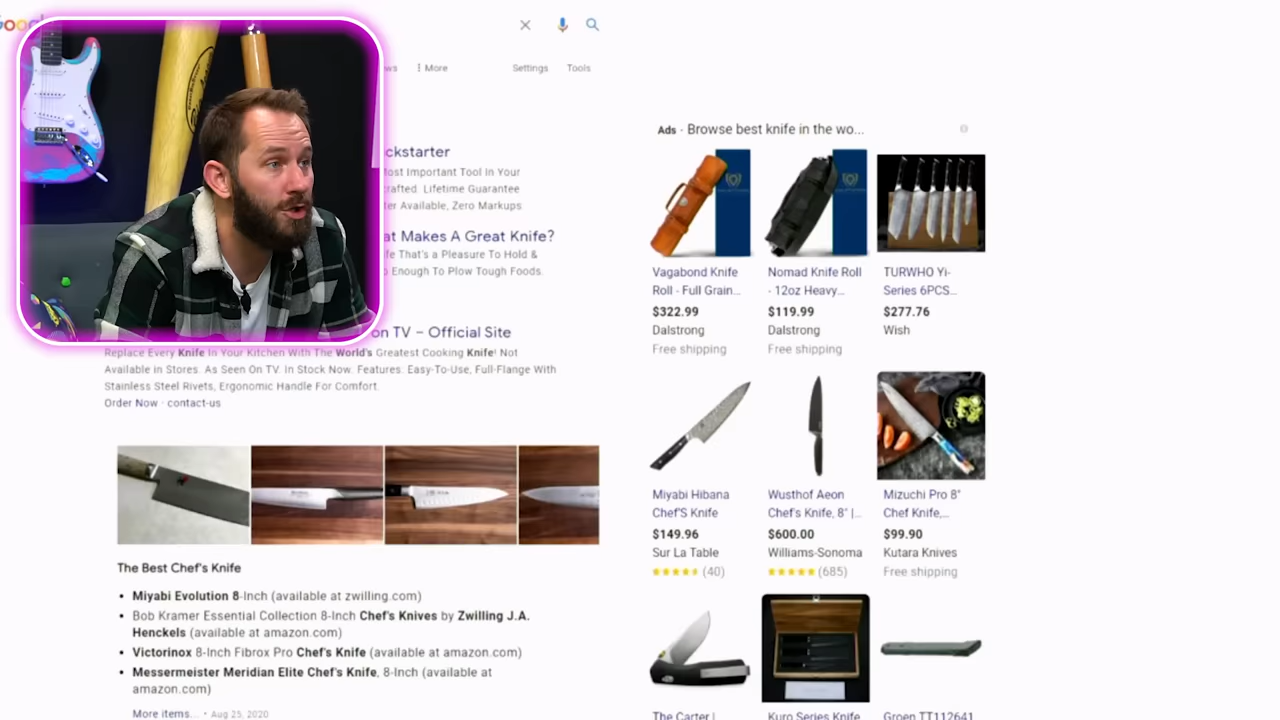 More
Settings
Tools
ckstarter
Most Important Tool In Your
crafted. Lifetime Guarantee
ter Available, Zero Markups
at Makes A Great Knife?
fe That's a Pleasure To Hold &
o Enough To Plow Tough Foods.
on TV – Official Site
Replace Every Knife In Your Kitchen With The World's Greatest Cooking Knife! Not
Available in Stores. As Seen On TV. In Stock Now. Features: Easy-To-Use, Full-Flange With
Stainless Steel Rivets, Ergonomic Handle For Comfort.
Order Now · contact-us
The Best Chef's Knife
• Miyabi Evolution 8-Inch (available at zwilling.com)
• Bob Kramer Essential Collection 8-Inch Chef's Knives by Zwilling J.A.
Henckels (available at amazon.com)
• Victorinox 8-Inch Fibrox Pro Chef's Knife (available at amazon.com)
• Messermeister Meridian Elite Chef's Knife, 8-Inch (available at
amazon.com)
More items... • Aug 25, 2020
Ads · Browse best knife in the wo...
Vagabond Knife
Roll - Full Grain...
$322.99
Dalstrong
Free shipping
Nomad Knife Roll
- 12oz Heavy...
$119.99
Dalstrong
Free shipping
TURWHO Yi-
Series 6PCS...
$277.76
Wish
Miyabi Hibana
Chef'S Knife
$149.96
Sur La Table
(40)
Wusthof Aeon
Chef's Knife, 8" |...
$600.00
Williams-Sonoma
(685)
Mizuchi Pro 8"
Chef Knife,...
$99.90
Kutara Knives
Free shipping
The Carter |
Kuro Series Knife
Groen TT112641